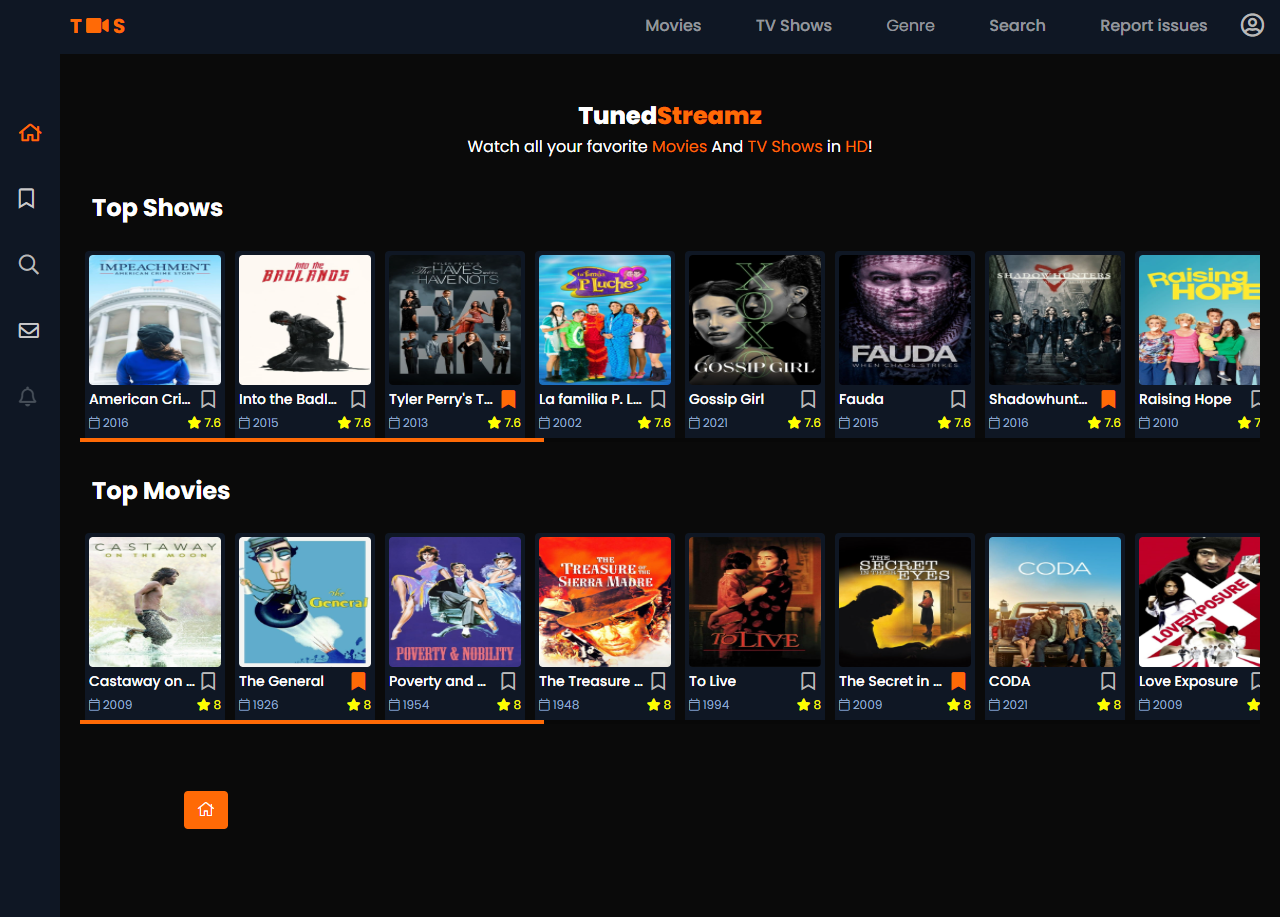 T S
Movies TV Shows Genre Search Report issues
TunedStreamz
Watch all your favorite Movies And TV Shows in HD!
Top Shows
IMPEACHMENT
AMERICAN CRIME STORY
INTO THE
BADLANDS
TYLER PERRY'S
The HAVES and the
HAVE NOTS
La familia
P. Luche
XOXO
GOSSIP GIRL
FAUDA
WHEN CHAOS STRIKES
SHADOWHUNTERS
Raising
HOPE
American Cri... Into the Badl... Tyler Perry's T... La familia P. L... Gossip Girl Fauda Shadowhunt... Raising Hope
2016 7.6 2015 7.6 2013 7.6 2002 7.6 2021 7.6 2015 7.6 2016 7.6 2010 7
Top Movies
CASTAWAY
ON THE MOON
The
General
POVERTY & NOBILITY
THE
TREASURE OF THE
SIERRA MADRE
TO LIVE
THE
SECRET
IN THEIR
EYES
CODA
LOVE EXPOSURE
Castaway on ... The General Poverty and ... The Treasure ... To Live The Secret in ... CODA Love Exposure
2009 8 1926 8 1954 8 1948 8 1994 8 2009 8 2021 8 2009